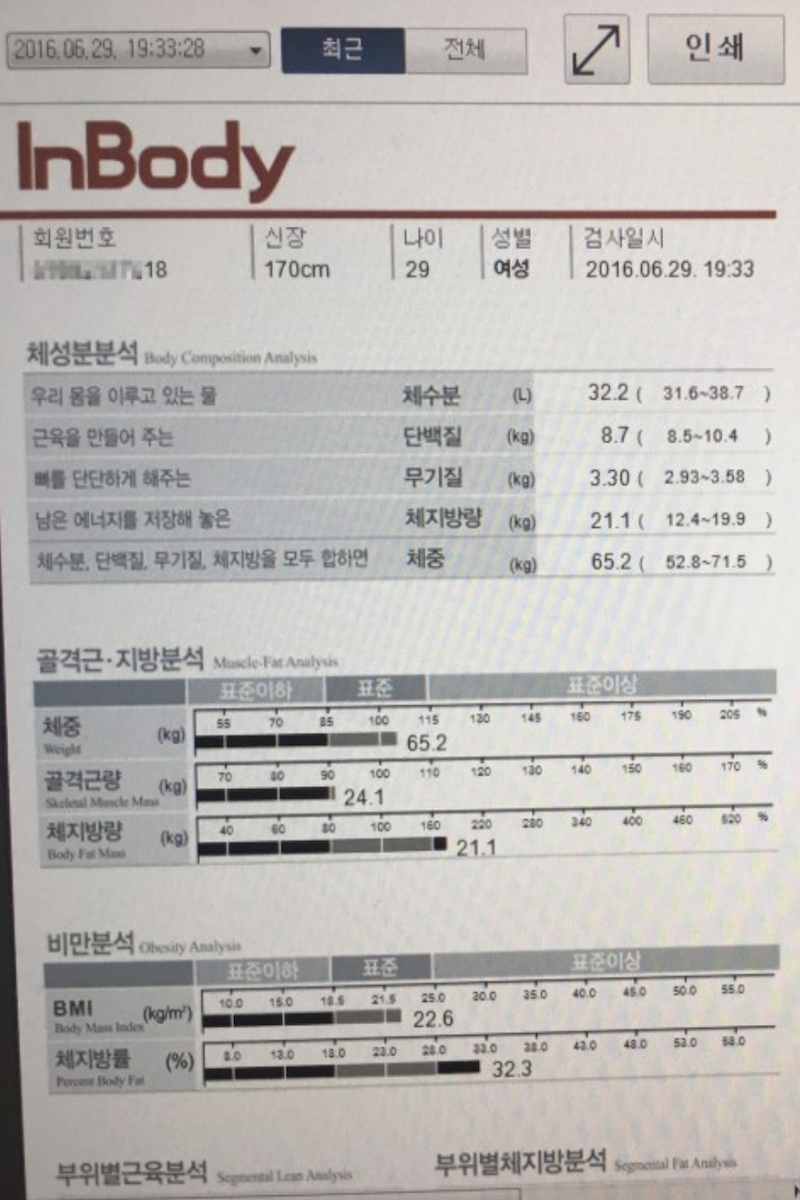 2016.06.29. 19:33:28 최근 전체 인쇄
InBody
회원번호 신장 나이 성별 검사일시
18 170cm 29 여성 2016.06.29. 19:33
체성분분석 Body Composition Analysis
우리 몸을 이루고 있는 물 체수분 (L) 32.2 ( 31.6~38.7 )
근육을 만들어 주는 단백질 (kg) 8.7 ( 8.5~10.4 )
뼈를 단단하게 해주는 무기질 (kg) 3.30 ( 2.93~3.58 )
남은 에너지를 저장해 놓은 체지방량 (kg) 21.1 ( 12.4~19.9 )
체수분, 단백질, 무기질, 체지방을 모두 합하면 체중 (kg) 65.2 ( 52.8~71.5 )
골격근·지방분석 Muscle-Fat Analysis
표준이하 표준 표준이상
체중 (kg) 55 70 85 100 115 130 145 160 175 190 205 %
Weight 65.2
골격근량 (kg) 70 80 90 100 110 120 130 140 150 160 170 %
Skeletal Muscle Mass 24.1
체지방량 (kg) 40 60 80 100 160 220 280 340 400 460 520 %
Body Fat Mass 21.1
비만분석 Obesity Analysis
표준이하 표준 표준이상
BMI (kg/m²) 10.0 15.0 18.5 21.5 25.0 30.0 35.0 40.0 45.0 50.0 55.0
Body Mass Index 22.6
체지방률 (%) 8.0 13.0 18.0 23.0 28.0 33.0 38.0 43.0 48.0 53.0 58.0
Percent Body Fat 32.3
부위별근육분석 Segmental Lean Analysis 부위별체지방분석 Segmental Fat Analysis